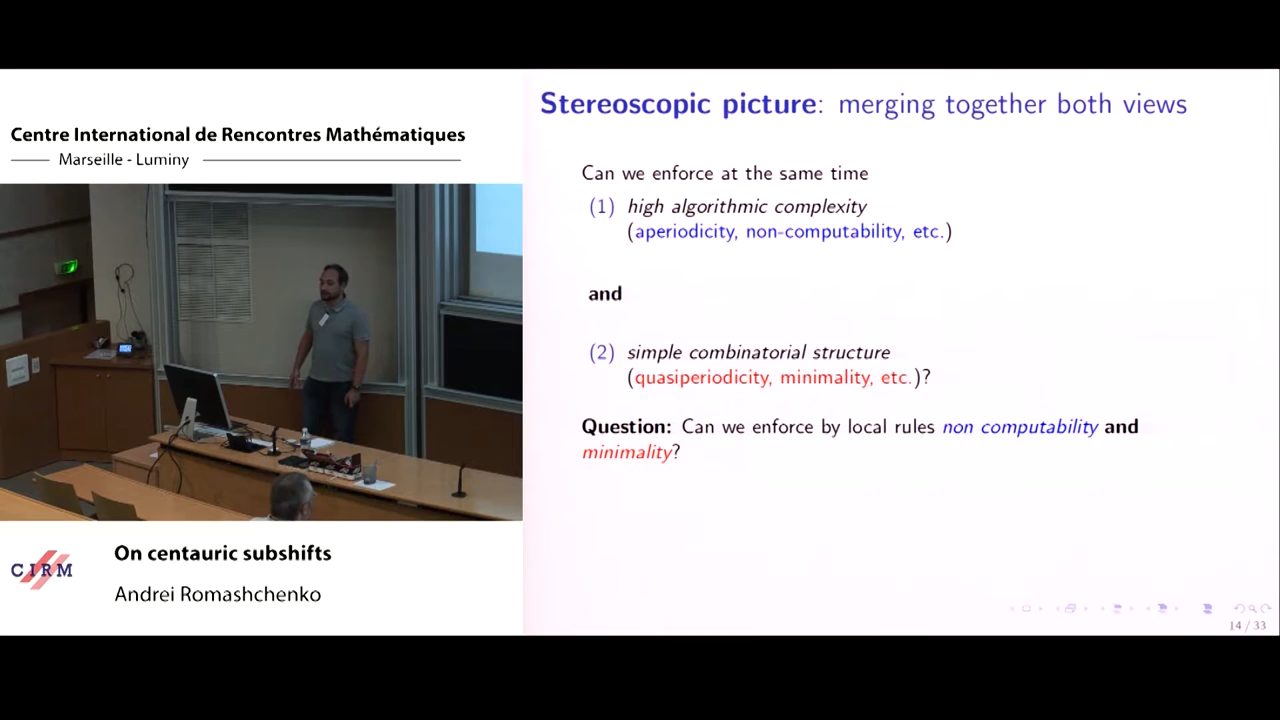 Centre International de Rencontres Mathématiques
Marseille - Luminy
On centauric subshifts
CIRM
Andrei Romashchenko
Stereoscopic picture: merging together both views
Can we enforce at the same time
(1) high algorithmic complexity
(aperiodicity, non-computability, etc.)
and
(2) simple combinatorial structure
(quasiperiodicity, minimality, etc.)?
Question: Can we enforce by local rules non computability and
minimality?
14 / 33